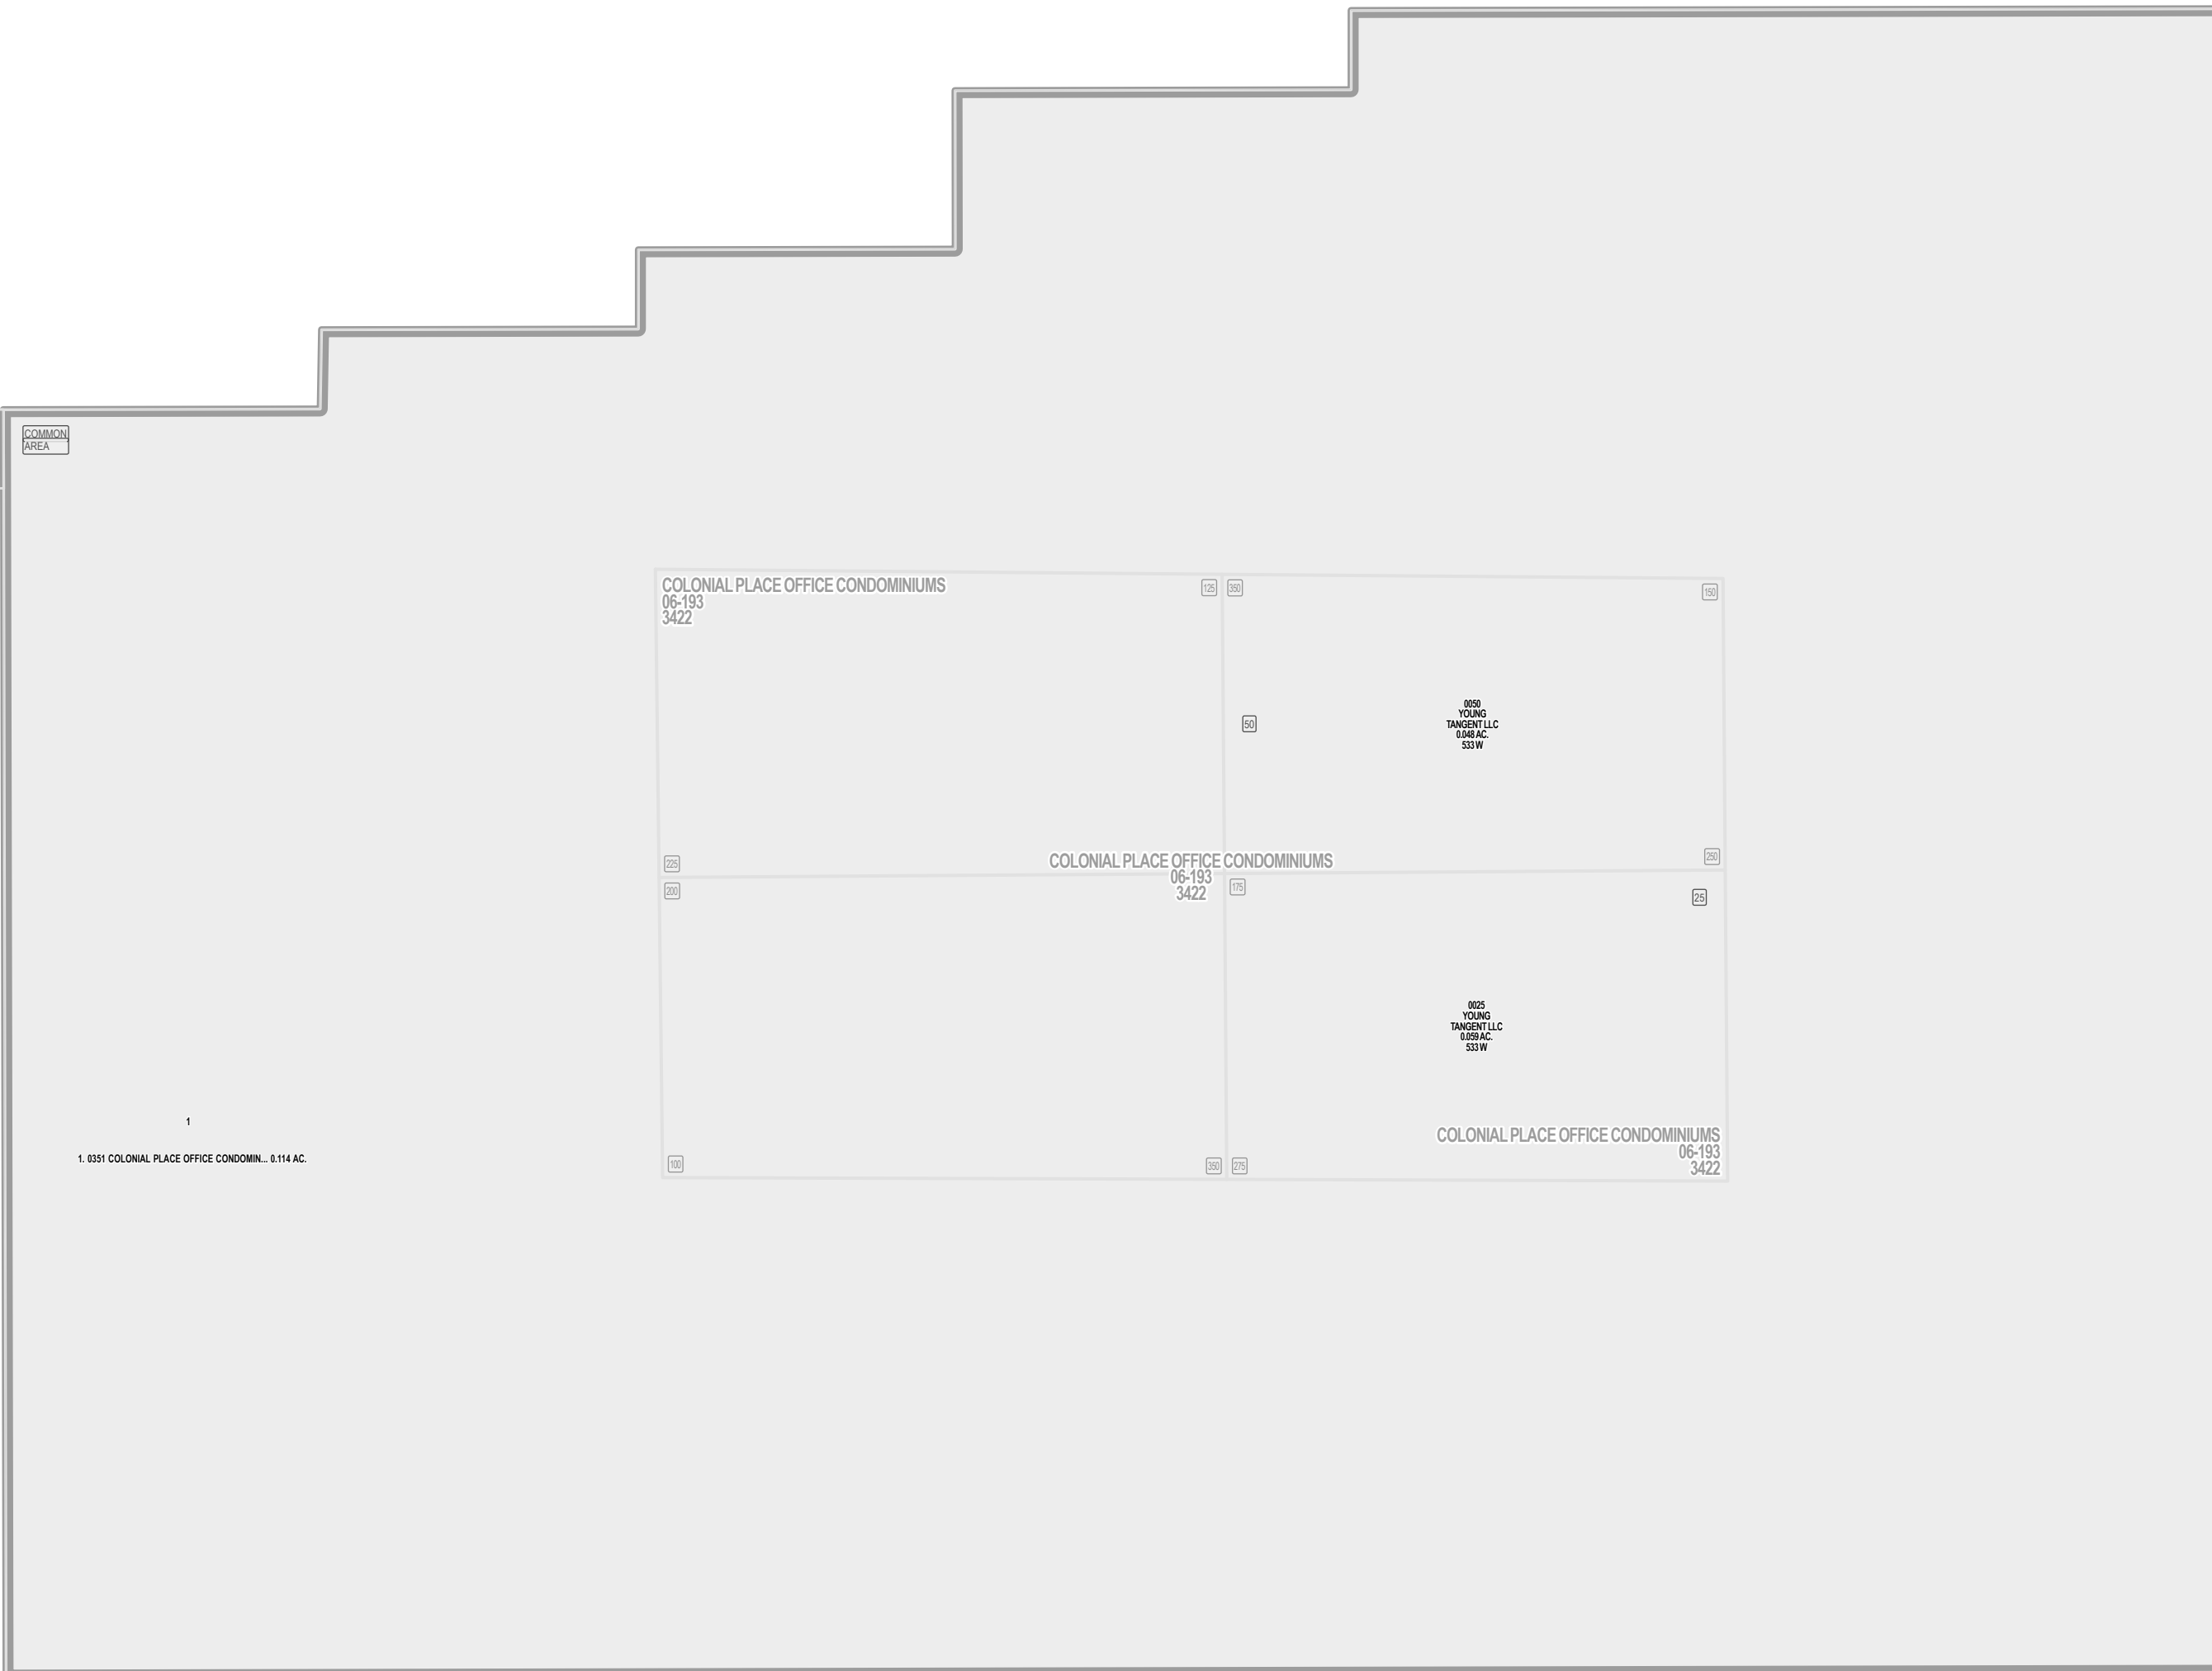 COMMON
AREA
COLONIAL PLACE OFFICE CONDOMINIUMS
06-193
3422
125
350
150
0050
YOUNG
TANGENT LLC
0.048 AC.
533 W
50
225
250
COLONIAL PLACE OFFICE CONDOMINIUMS
06-193
3422
200
175
25
0025
YOUNG
TANGENT LLC
0.059 AC.
533 W
1
1. 0351 COLONIAL PLACE OFFICE CONDOMIN... 0.114 AC.
COLONIAL PLACE OFFICE CONDOMINIUMS
06-193
3422
100
350
275